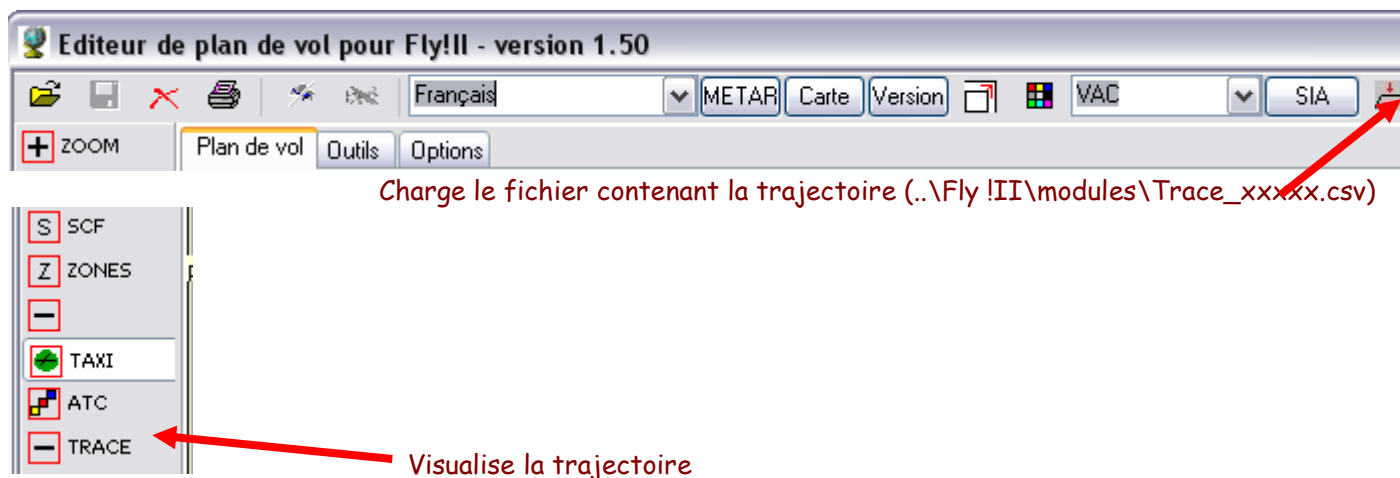 Editeur de plan de vol pour Fly!II - version 1.50
Français METAR Carte Version VAC SIA
ZOOM Plan de vol Outils Options
Charge le fichier contenant la trajectoire (..\Fly !II\modules\Trace_xxxxx.csv)
S SCF
Z ZONES
TAXI
ATC
TRACE
Visualise la trajectoire